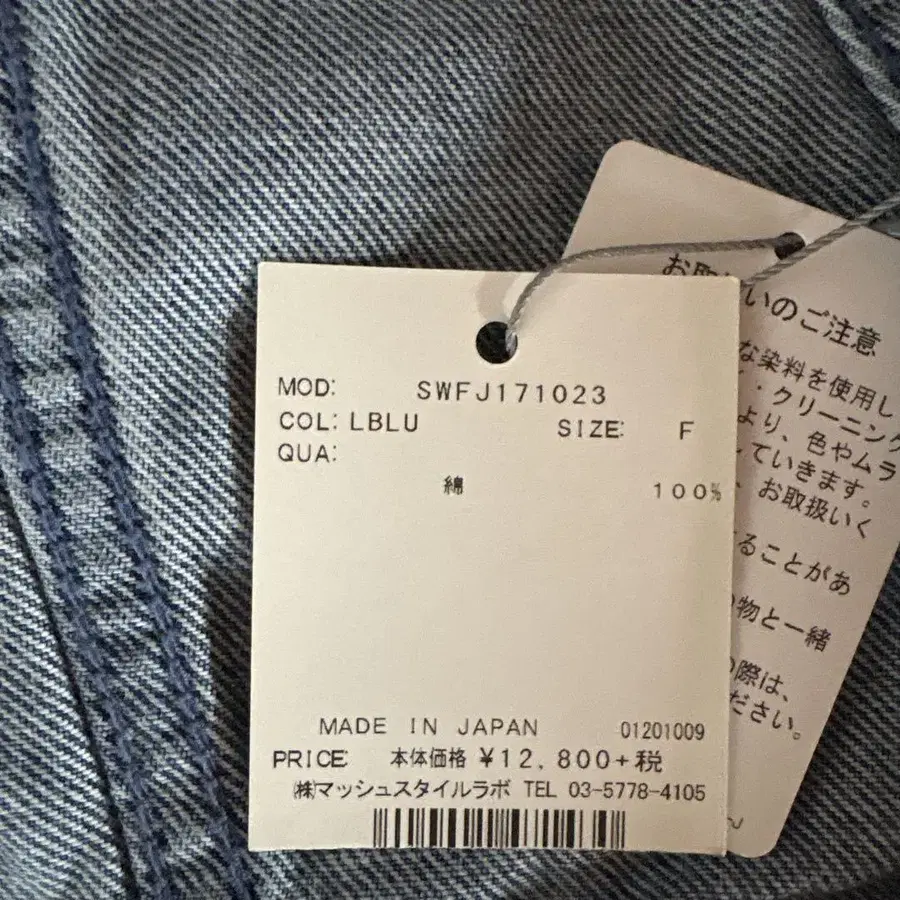 MOD: SWFJ171023
COL: LBLU SIZE: F
QUA:
綿 100%
MADE IN JAPAN 01201009
PRICE: 本体価格 ¥12,800+税
㈱マッシュスタイルラボ TEL 03-5778-4105
お取 いのご注意
な染料を使用し
・クリーニング
より、色やムラ
していきます。
、お取扱いく
ることがあ
物と一緒
の際は、
ださい。